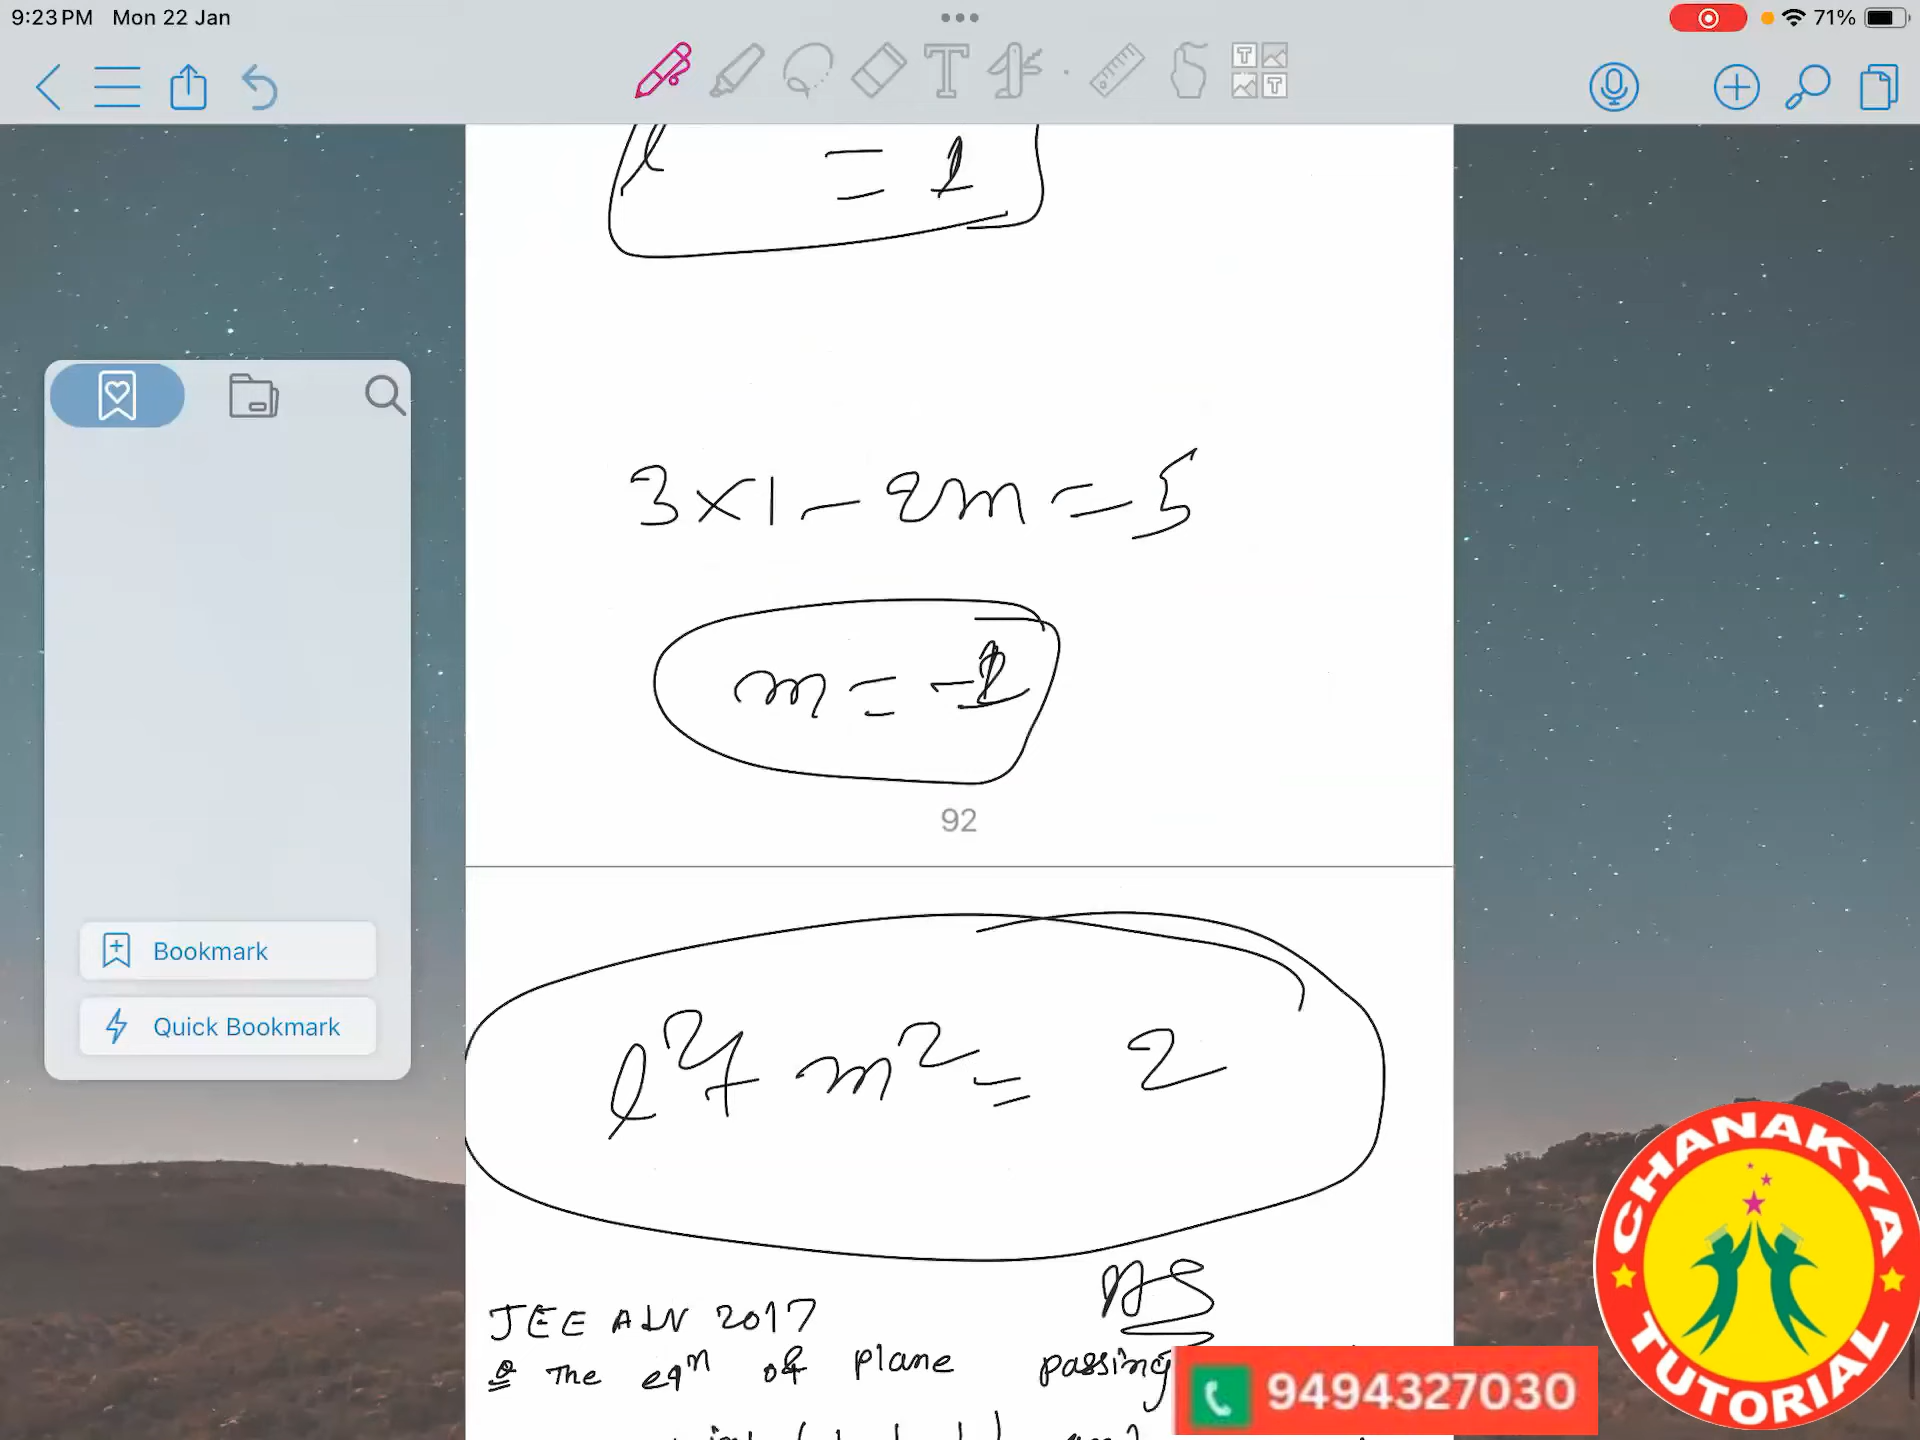 9:23 PM Mon 22 Jan
71%
l = 1
3×1 - 2m = 5
m = -1
92
l² + m² = 2
Bookmark
Quick Bookmark
JEE ADV 2017
Q The eqⁿ of plane passing
9494327030
CHANAKYA
TUTORIAL